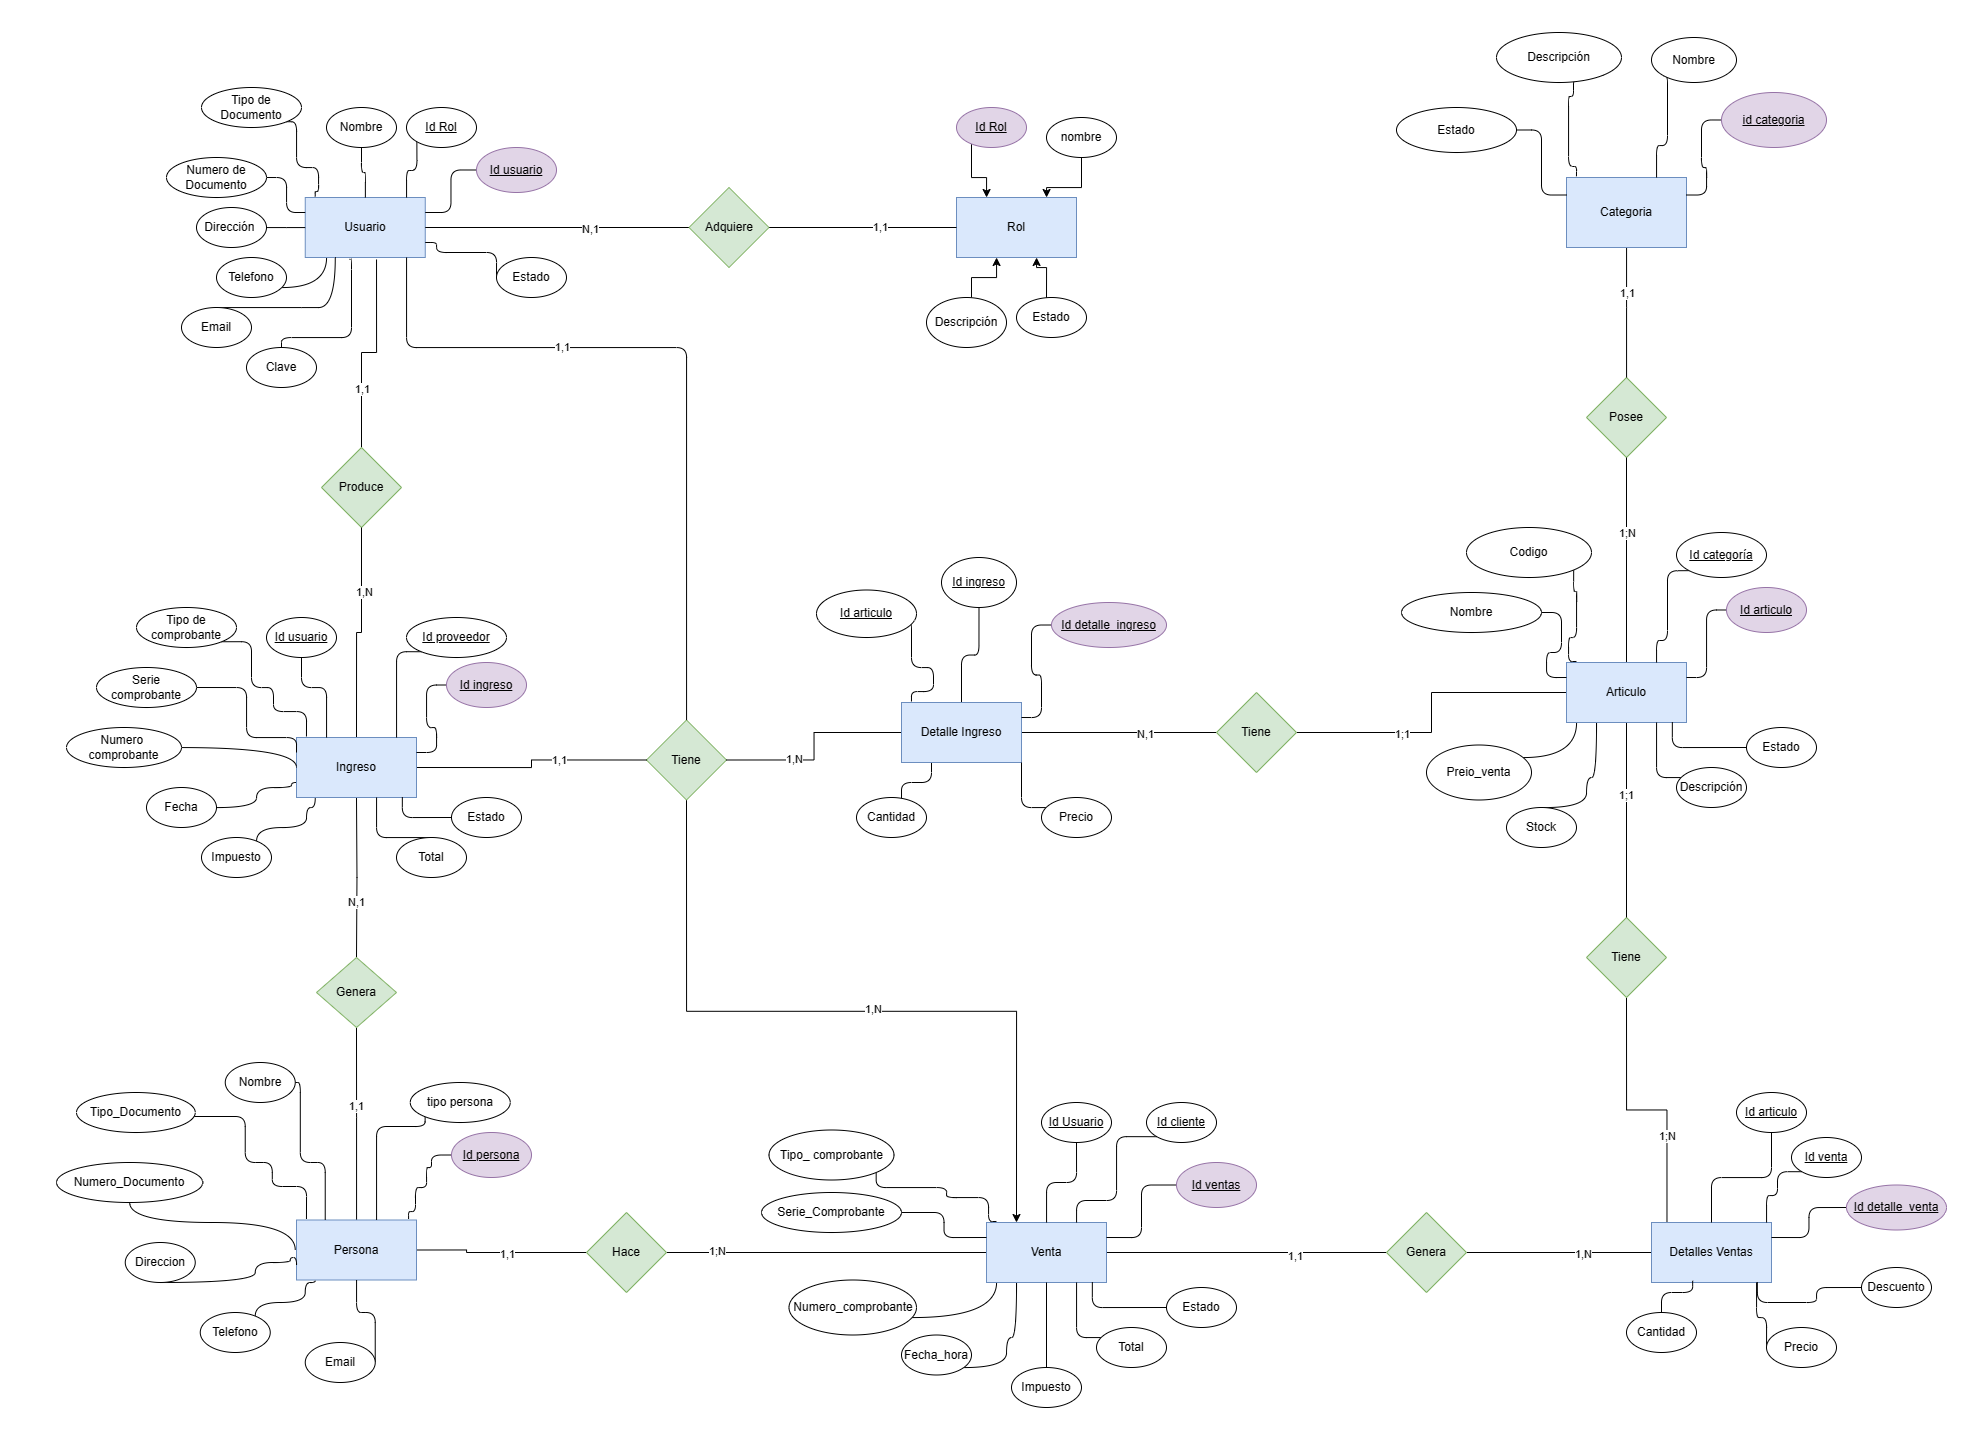 Descripción
Nombre
Estado
id categoria
Categoria
Tipo de
Documento
Nombre
Id Rol
Id usuario
Numero de
Documento
Dirección
Usuario
Telefono
Email
Clave
Estado
N,1
Adquiere
1,1
Id Rol
nombre
Rol
Descripción
Estado
1,1
1,1
1,1
Posee
1;N
Produce
1,N
Codigo
Id categoría
Nombre
Id articulo
Articulo
Preio_venta
Estado
Descripción
Stock
Id articulo
Id ingreso
Id detalle_ingreso
Detalle Ingreso
Cantidad
Precio
N,1
Tiene
1;1
Tipo de
comprobante
Id usuario
Id proveedor
Serie
comprobante
Id ingreso
Numero
comprobante
Ingreso
Fecha
Impuesto
Estado
Total
1,1
Tiene
1,N
1;1
N,1
Tiene
Genera
1,N
1,1
1;N
Nombre
tipo persona
Tipo_Documento
Id persona
Numero_Documento
Persona
Direccion
Telefono
Email
1,1
Hace
1;N
Id Usuario
Id cliente
Tipo_ comprobante
Id ventas
Serie_Comprobante
Venta
Numero_comprobante
Estado
Fecha_hora
Total
Impuesto
1,1
Genera
1,N
Id articulo
Id venta
Id detalle_venta
Detalles Ventas
Descuento
Cantidad
Precio